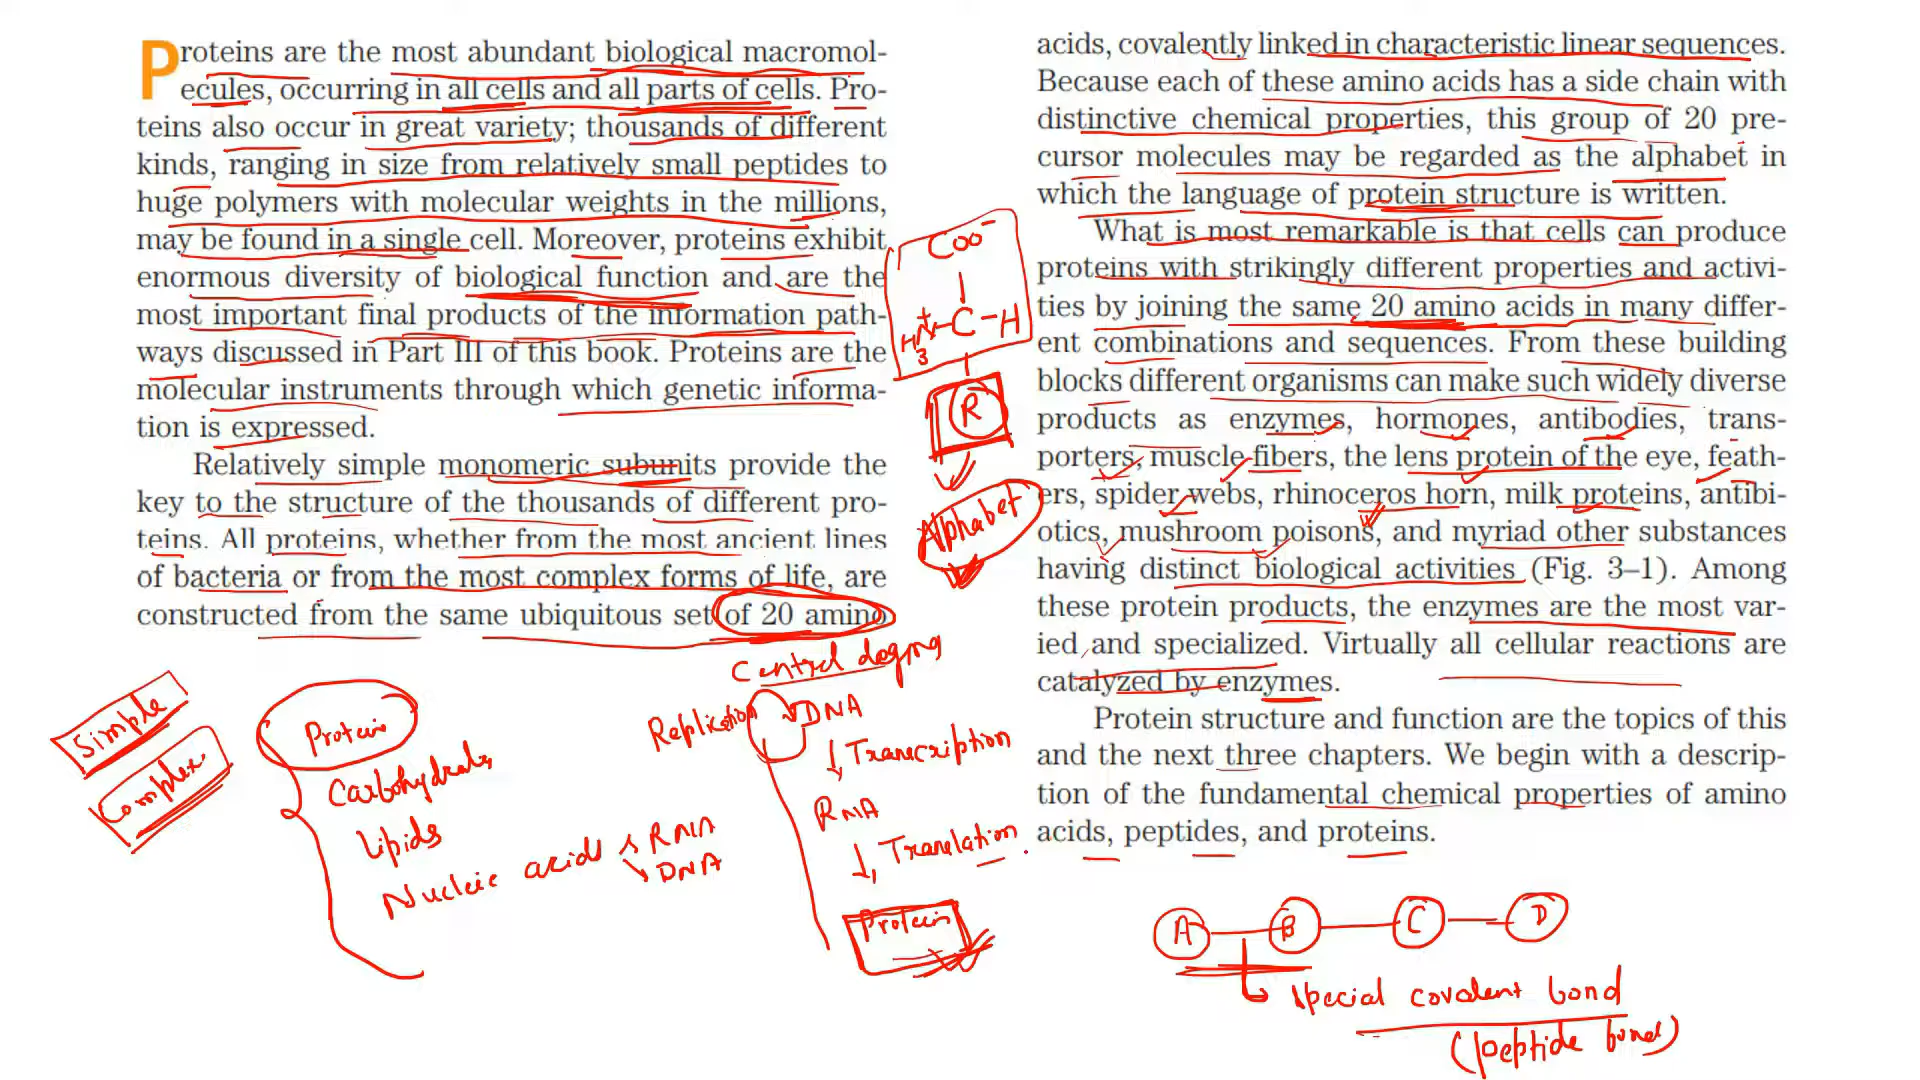 Proteins are the most abundant biological macromol-
ecules, occurring in all cells and all parts of cells. Pro-
teins also occur in great variety; thousands of different
kinds, ranging in size from relatively small peptides to
huge polymers with molecular weights in the millions,
may be found in a single cell. Moreover, proteins exhibit
enormous diversity of biological function and are the
most important final products of the information path-
ways discussed in Part III of this book. Proteins are the
molecular instruments through which genetic informa-
tion is expressed.
Relatively simple monomeric subunits provide the
key to the structure of the thousands of different pro-
teins. All proteins, whether from the most ancient lines
of bacteria or from the most complex forms of life, are
constructed from the same ubiquitous set of 20 amino
acids, covalently linked in characteristic linear sequences.
Because each of these amino acids has a side chain with
distinctive chemical properties, this group of 20 pre-
cursor molecules may be regarded as the alphabet in
which the language of protein structure is written.
What is most remarkable is that cells can produce
proteins with strikingly different properties and activi-
ties by joining the same 20 amino acids in many differ-
ent combinations and sequences. From these building
blocks different organisms can make such widely diverse
products as enzymes, hormones, antibodies, trans-
porters, muscle fibers, the lens protein of the eye, feath-
ers, spider webs, rhinoceros horn, milk proteins, antibi-
otics, mushroom poisons, and myriad other substances
having distinct biological activities (Fig. 3–1). Among
these protein products, the enzymes are the most var-
ied and specialized. Virtually all cellular reactions are
catalyzed by enzymes.
Protein structure and function are the topics of this
and the next three chapters. We begin with a descrip-
tion of the fundamental chemical properties of amino
acids, peptides, and proteins.
COO⁻
H₃N⁺–C–H
R
Alphabet
Simple
Complex
Protein
Carbohydrate
Lipids
Nucleic acids RNA
DNA
Central dogma
Replication DNA
Transcription
RNA
Translation
Protein
A B C D
special covalent bond
(peptide bond)